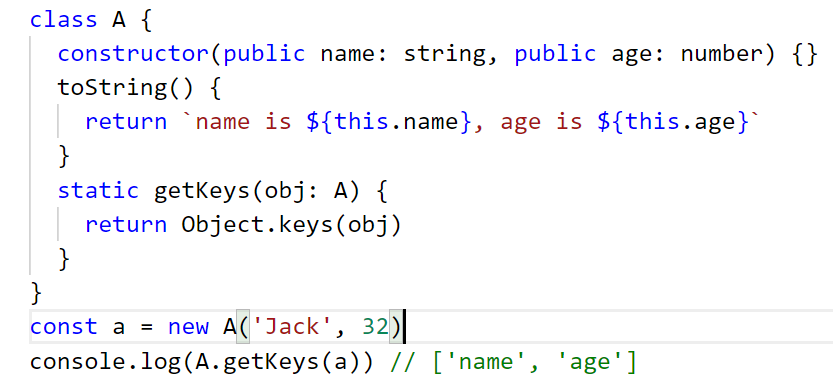 class A {
  constructor(public name: string, public age: number) {}
  toString() {
    return `name is ${this.name}, age is ${this.age}`
  }
  static getKeys(obj: A) {
    return Object.keys(obj)
  }
}
const a = new A('Jack', 32)
console.log(A.getKeys(a)) // ['name', 'age']